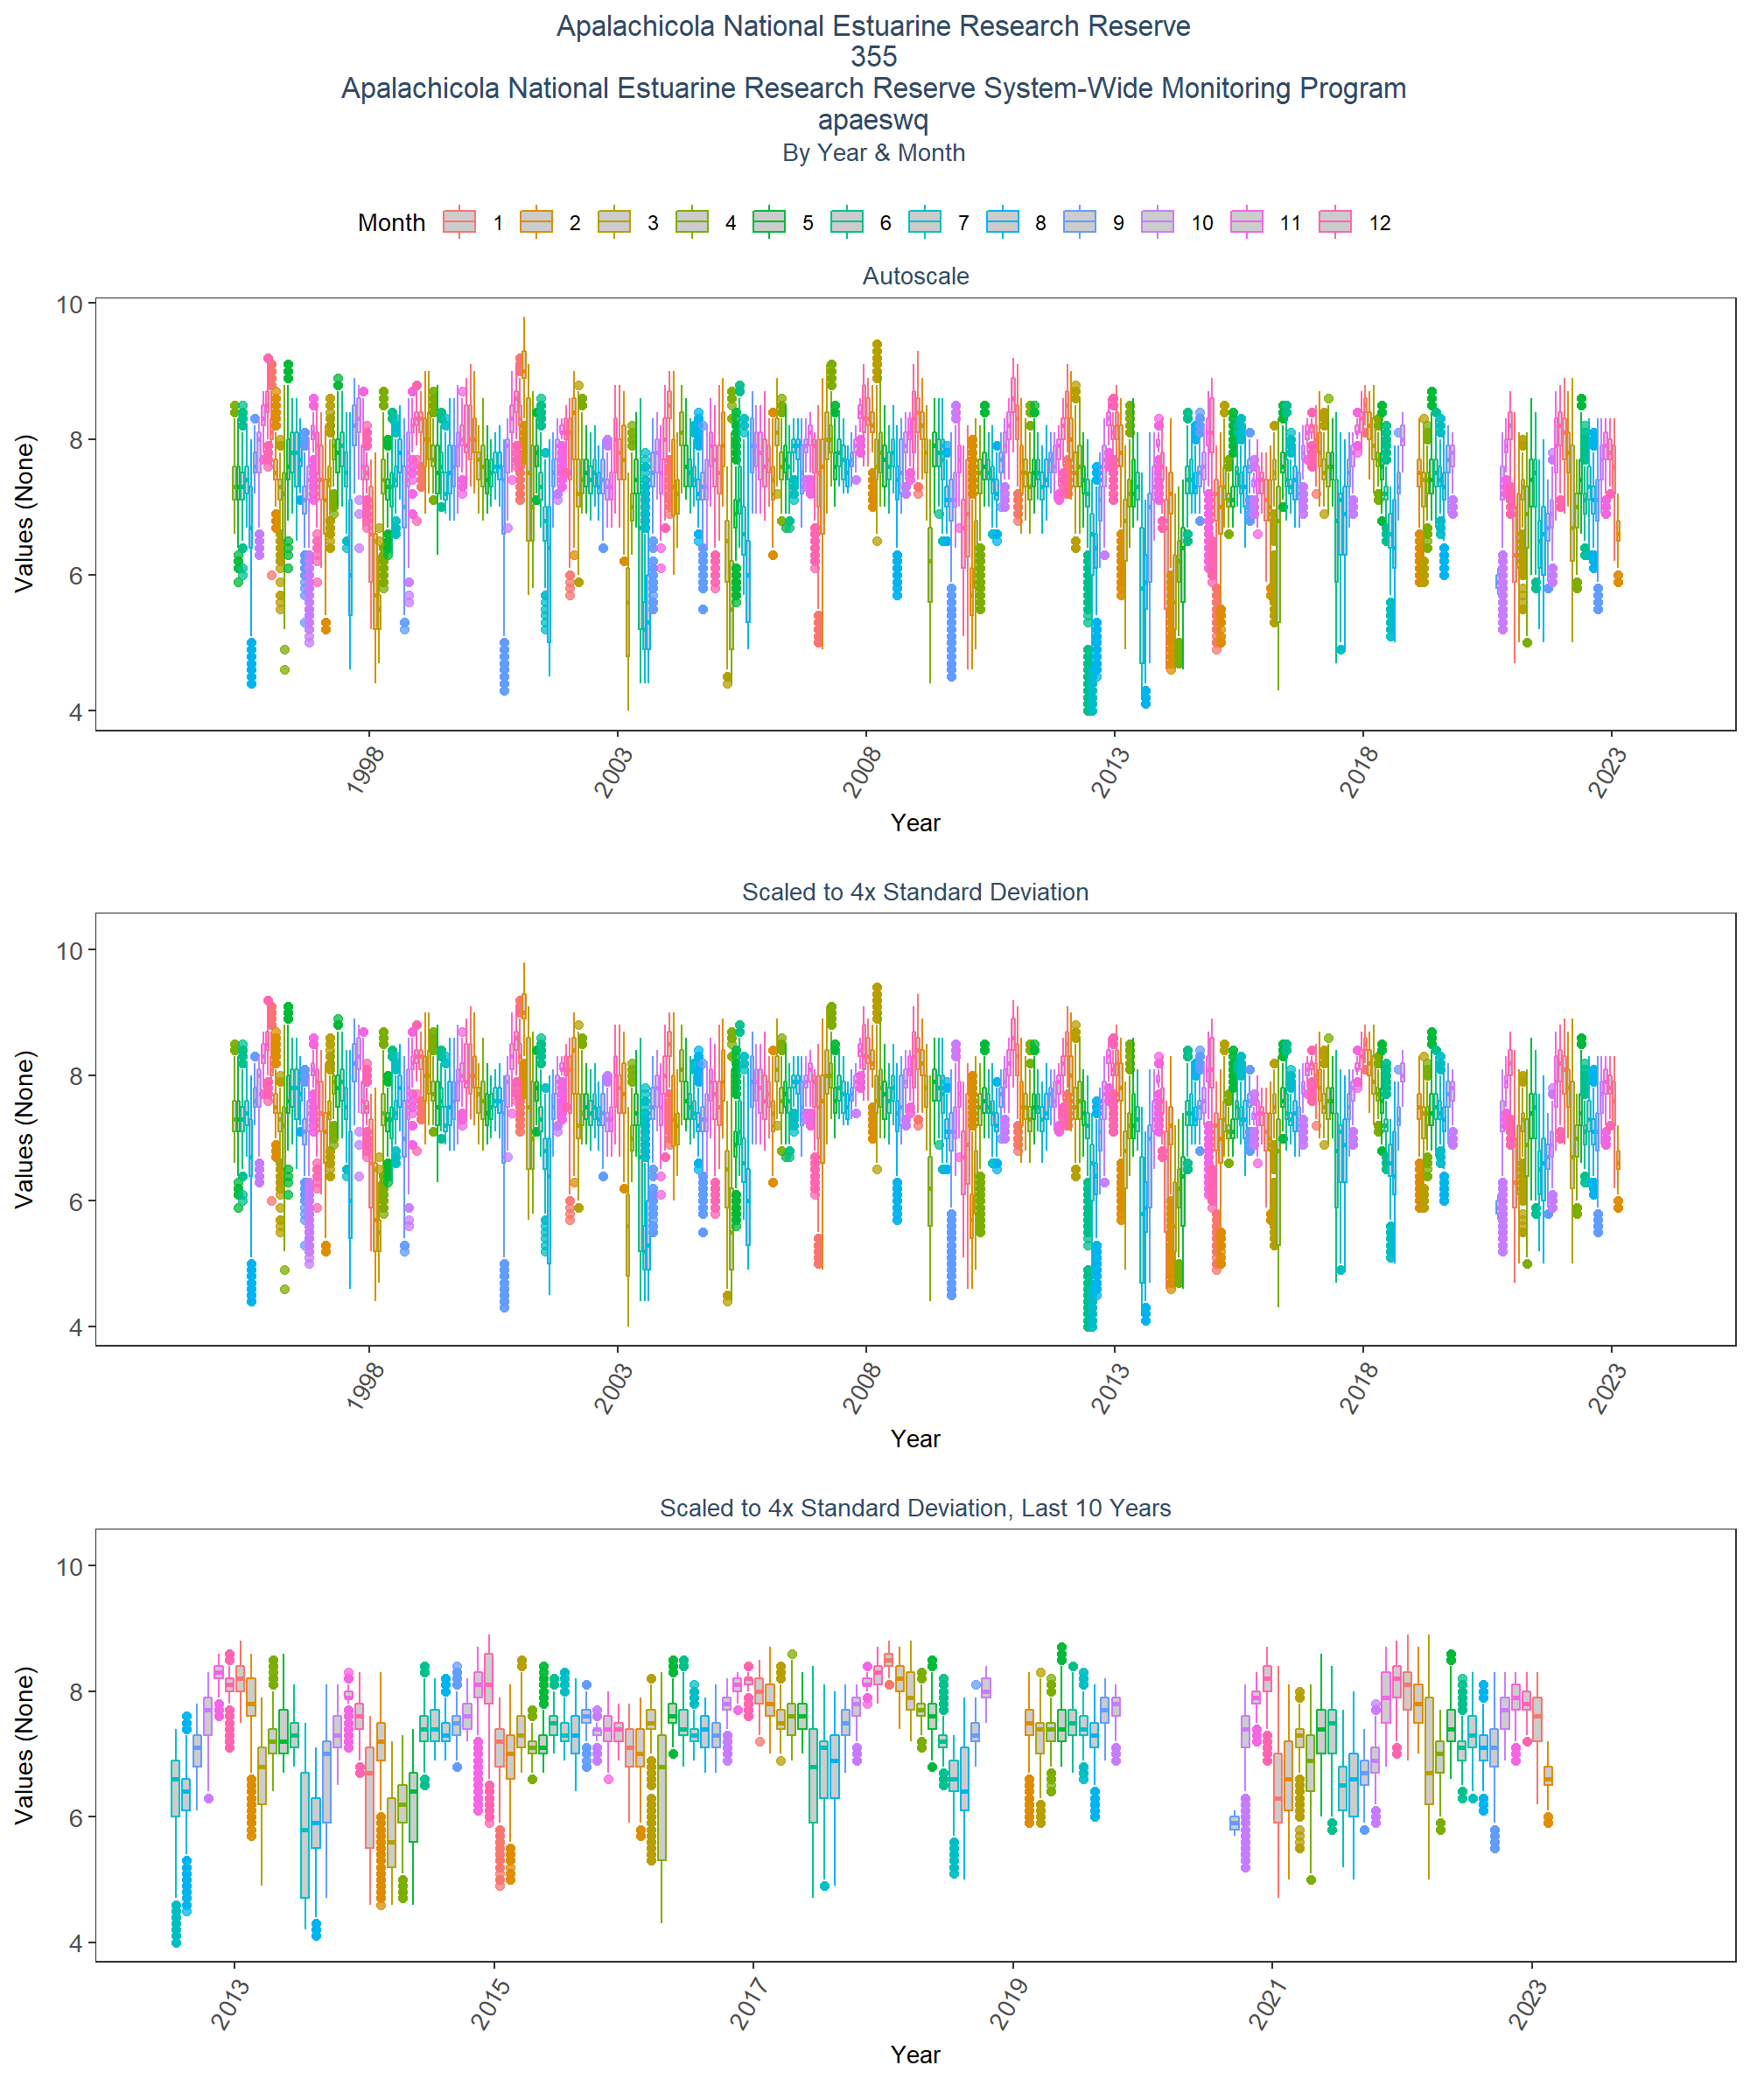 Apalachicola National Estuarine Research Reserve
355
Apalachicola National Estuarine Research Reserve System-Wide Monitoring Program
apaeswq
By Year & Month
Month 1 2 3 4 5 6 7 8 9 10 11 12
Autoscale
Values (None)
10
8
6
4
1998 2003 2008 2013 2018 2023
Year
Scaled to 4x Standard Deviation
Values (None)
10
8
6
4
1998 2003 2008 2013 2018 2023
Year
Scaled to 4x Standard Deviation, Last 10 Years
Values (None)
10
8
6
4
2013 2015 2017 2019 2021 2023
Year